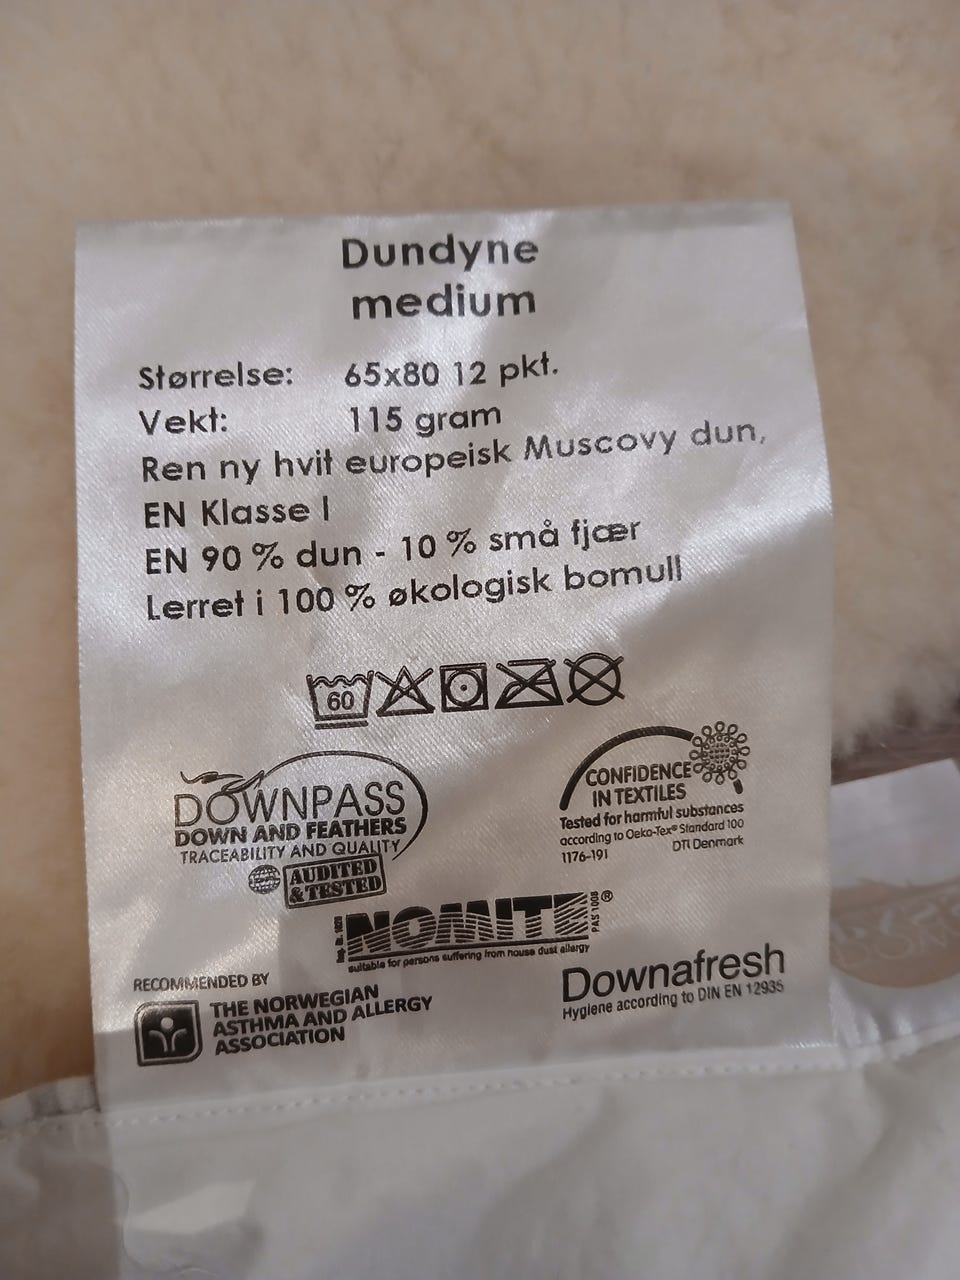 Dundyne
medium
Størrelse: 65x80 12 pkt.
Vekt: 115 gram
Ren ny hvit europeisk Muscovy dun,
EN Klasse I
EN 90 % dun - 10 % små fjær
Lerret i 100 % økologisk bomull
60
DOWNPASS
DOWN AND FEATHERS
TRACEABILITY AND QUALITY
AUDITED
& TESTED
CONFIDENCE
IN TEXTILES
Tested for harmful substances
according to Oeko-Tex® Standard 100
1176-191 DTI Denmark
NOMITE ®
PAS 1008
suitable for persons suffering from house dust allergy
RECOMMENDED BY
THE NORWEGIAN
ASTHMA AND ALLERGY
ASSOCIATION
Downafresh
Hygiene according to DIN EN 12935